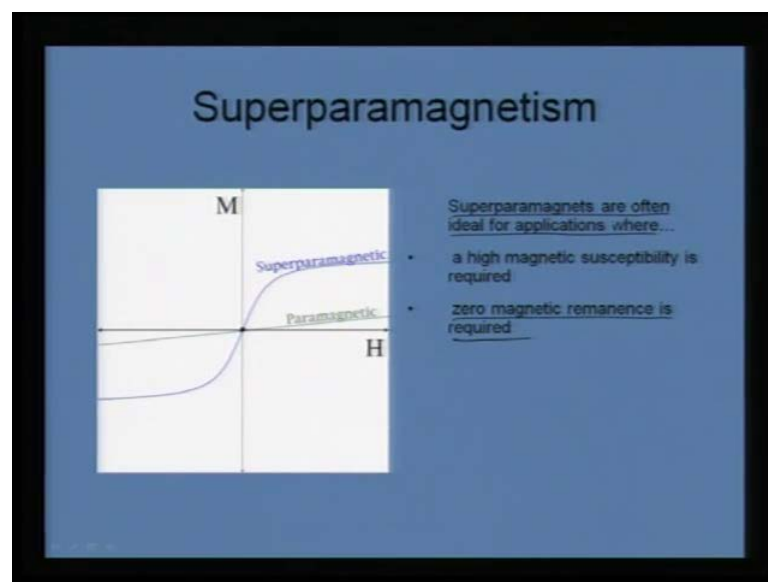 Superparamagnetism
M
Superparamagnetic
Paramagnetic
H
Superparamagnets are often
ideal for applications where...
• a high magnetic susceptibility is
required
• zero magnetic remanence is
required